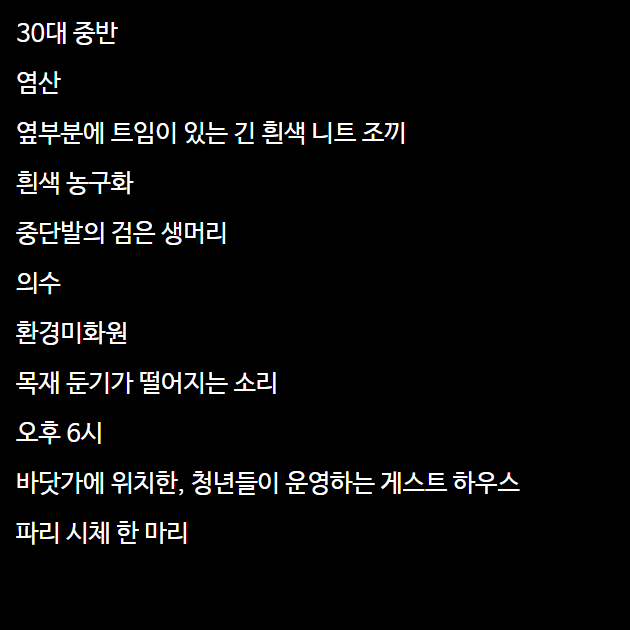 30대 중반
염산
옆부분에 트임이 있는 긴 흰색 니트 조끼
흰색 농구화
중단발의 검은 생머리
의수
환경미화원
목재 둔기가 떨어지는 소리
오후 6시
바닷가에 위치한, 청년들이 운영하는 게스트 하우스
파리 시체 한 마리